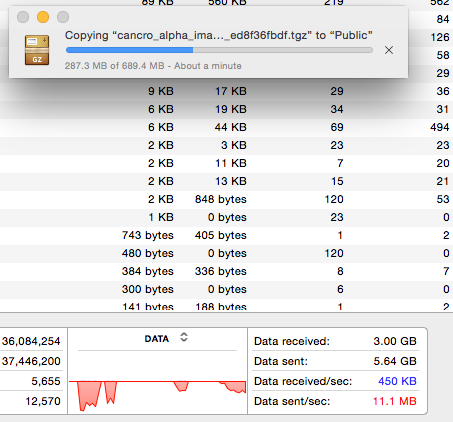 89 KB 560 KB 219 562
84
Copying “cancro_alpha_ima…_ed8f36fbdf.tgz” to “Public”
126
GZ
58
287.3 MB of 689.4 MB - About a minute
29
9 KB 17 KB 29 36
6 KB 19 KB 34 31
6 KB 44 KB 69 494
2 KB 3 KB 23 23
2 KB 11 KB 7 20
2 KB 13 KB 15 21
2 KB 848 bytes 120 53
1 KB 0 bytes 23 0
743 bytes 405 bytes 1 2
480 bytes 0 bytes 120 0
384 bytes 336 bytes 8 7
300 bytes 0 bytes 6 0
141 bytes 188 bytes 1 2
36,084,254 DATA Data received: 3.00 GB
37,446,200 Data sent: 5.64 GB
5,655 Data received/sec: 450 KB
12,570 Data sent/sec: 11.1 MB